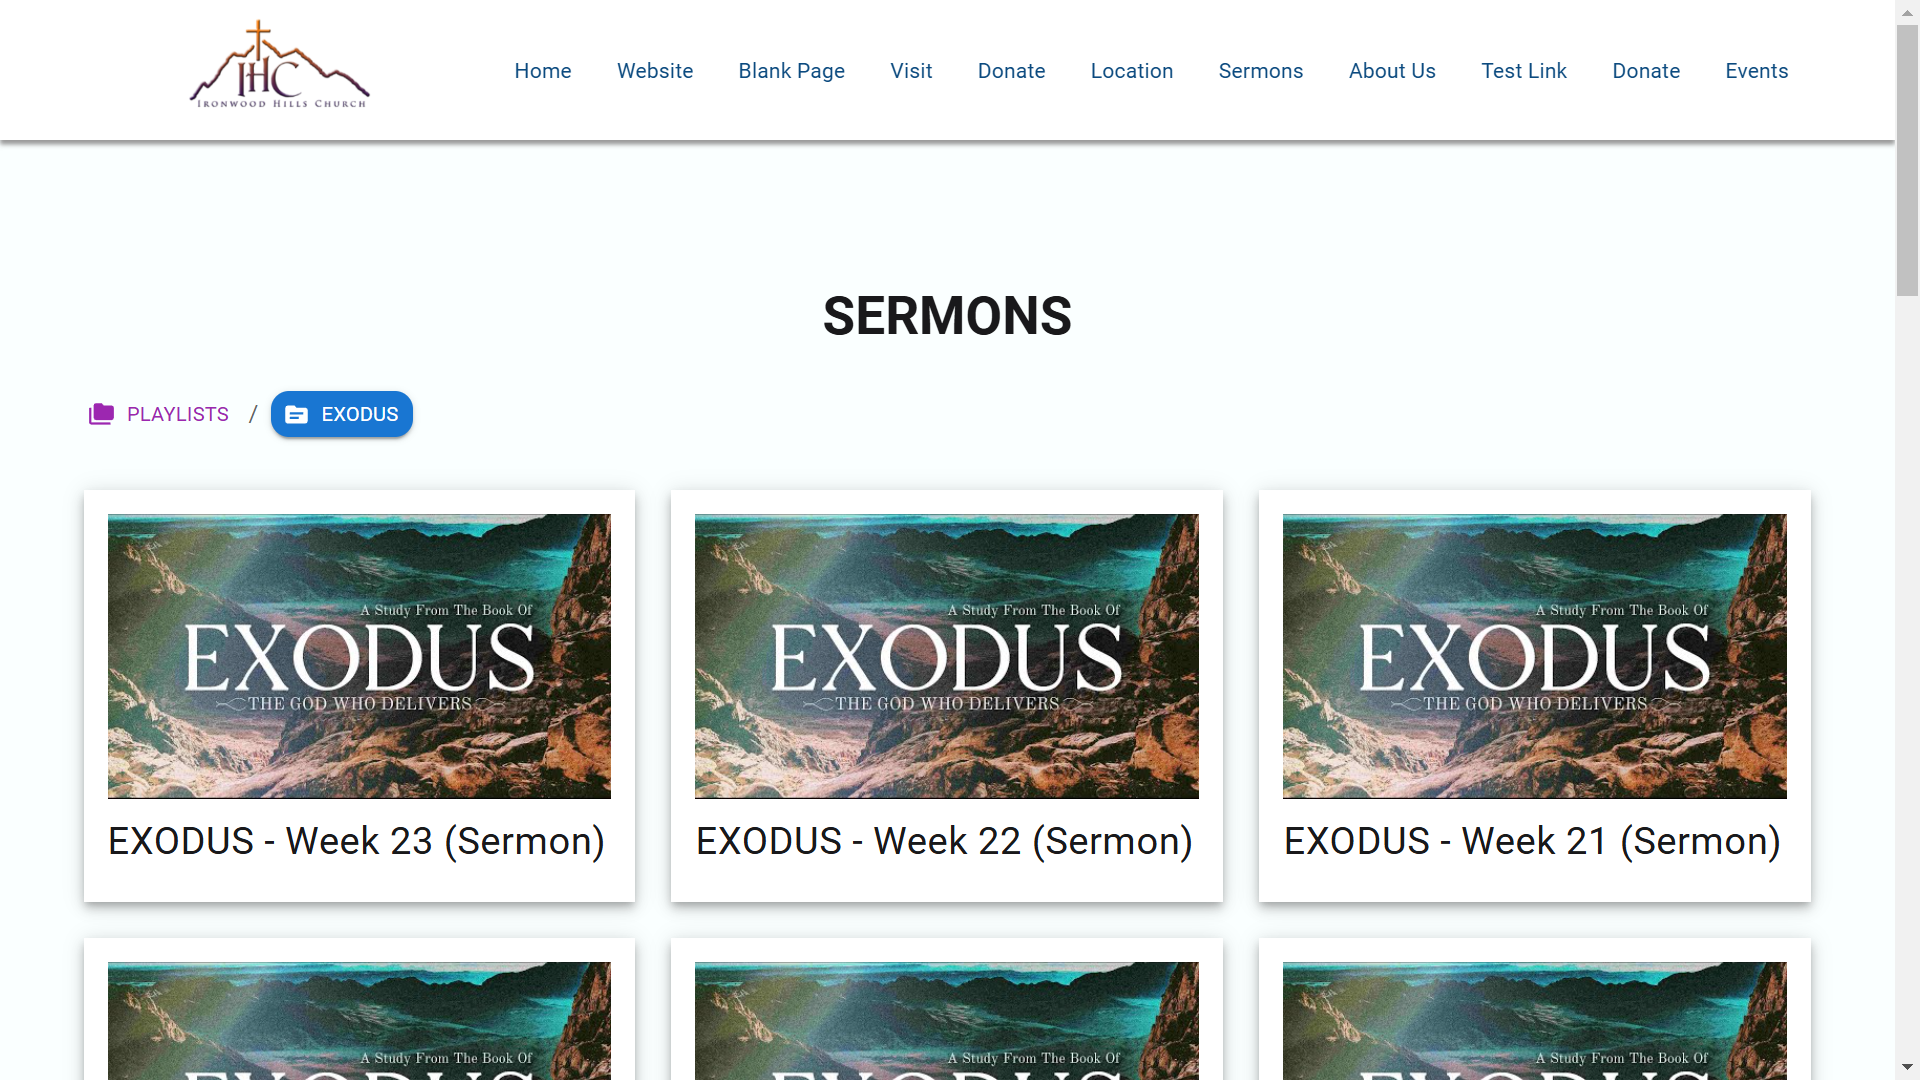 IHC
IRONWOOD HILLS CHURCH
Home Website Blank Page Visit Donate Location Sermons About Us Test Link Donate Events
SERMONS
PLAYLISTS / EXODUS
A Study From The Book Of
EXODUS
THE GOD WHO DELIVERS
EXODUS - Week 23 (Sermon)
A Study From The Book Of
EXODUS
THE GOD WHO DELIVERS
EXODUS - Week 22 (Sermon)
A Study From The Book Of
EXODUS
THE GOD WHO DELIVERS
EXODUS - Week 21 (Sermon)
A Study From The Book Of
EXODUS
A Study From The Book Of
EXODUS
A Study From The Book Of
EXODUS